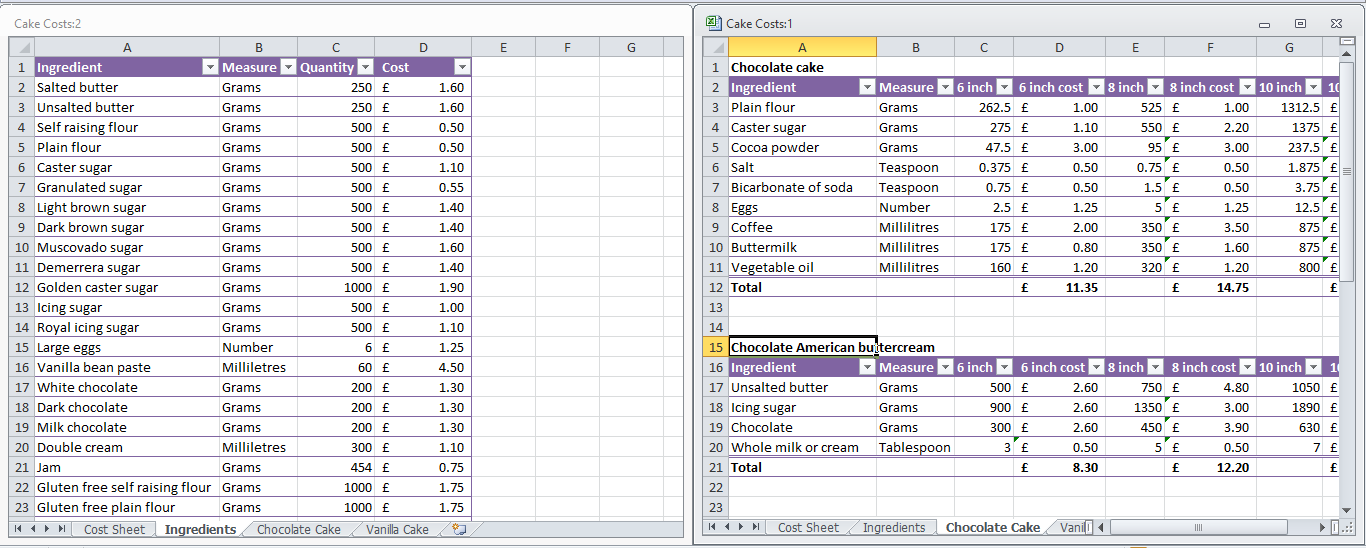 Cake Costs:2
A B C D E F G
1 Ingredient Measure Quantity Cost
2 Salted butter Grams 250 £ 1.60
3 Unsalted butter Grams 250 £ 1.60
4 Self raising flour Grams 500 £ 0.50
5 Plain flour Grams 500 £ 0.50
6 Caster sugar Grams 500 £ 1.10
7 Granulated sugar Grams 500 £ 0.55
8 Light brown sugar Grams 500 £ 1.40
9 Dark brown sugar Grams 500 £ 1.40
10 Muscovado sugar Grams 500 £ 1.60
11 Demerrera sugar Grams 500 £ 1.40
12 Golden caster sugar Grams 1000 £ 1.90
13 Icing sugar Grams 500 £ 1.00
14 Royal icing sugar Grams 500 £ 1.10
15 Large eggs Number 6 £ 1.25
16 Vanilla bean paste Milliletres 60 £ 4.50
17 White chocolate Grams 200 £ 1.30
18 Dark chocolate Grams 200 £ 1.30
19 Milk chocolate Grams 200 £ 1.30
20 Double cream Milliletres 300 £ 1.10
21 Jam Grams 454 £ 0.75
22 Gluten free self raising flour Grams 1000 £ 1.75
23 Gluten free plain flour Grams 1000 £ 1.75
Cost Sheet Ingredients Chocolate Cake Vanilla Cake
Cake Costs:1
A B C D E F G
1 Chocolate cake
2 Ingredient Measure 6 inch 6 inch cost 8 inch 8 inch cost 10 inch 10
3 Plain flour Grams 262.5 £ 1.00 525 £ 1.00 1312.5 £
4 Caster sugar Grams 275 £ 1.10 550 £ 2.20 1375 £
5 Cocoa powder Grams 47.5 £ 3.00 95 £ 3.00 237.5 £
6 Salt Teaspoon 0.375 £ 0.50 0.75 £ 0.50 1.875 £
7 Bicarbonate of soda Teaspoon 0.75 £ 0.50 1.5 £ 0.50 3.75 £
8 Eggs Number 2.5 £ 1.25 5 £ 1.25 12.5 £
9 Coffee Millilitres 175 £ 2.00 350 £ 3.50 875 £
10 Buttermilk Millilitres 175 £ 0.80 350 £ 1.60 875 £
11 Vegetable oil Millilitres 160 £ 1.20 320 £ 1.20 800 £
12 Total £ 11.35 £ 14.75 £
13
14
15 Chocolate American buttercream
16 Ingredient Measure 6 inch 6 inch cost 8 inch 8 inch cost 10 inch 10
17 Unsalted butter Grams 500 £ 2.60 750 £ 4.80 1050 £
18 Icing sugar Grams 900 £ 2.60 1350 £ 3.00 1890 £
19 Chocolate Grams 300 £ 2.60 450 £ 3.90 630 £
20 Whole milk or cream Tablespoon 3 £ 0.50 5 £ 0.50 7 £
21 Total £ 8.30 £ 12.20 £
22
23
Cost Sheet Ingredients Chocolate Cake Vanil